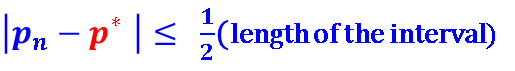 |pₙ − p* | ≤ ½(length of the interval)